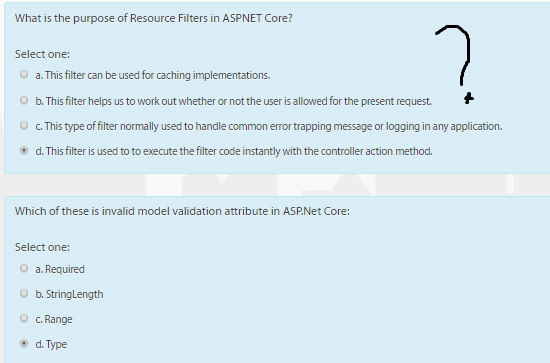 What is the purpose of Resource Filters in ASPNET Core?
Select one:
a. This filter can be used for caching implementations.
b. This filter helps us to work out whether or not the user is allowed for the present request.
c. This type of filter normally used to handle common error trapping message or logging in any application.
d. This filter is used to to execute the filter code instantly with the controller action method.
?
Which of these is invalid model validation attribute in ASP.Net Core:
Select one:
a. Required
b. StringLength
c. Range
d. Type